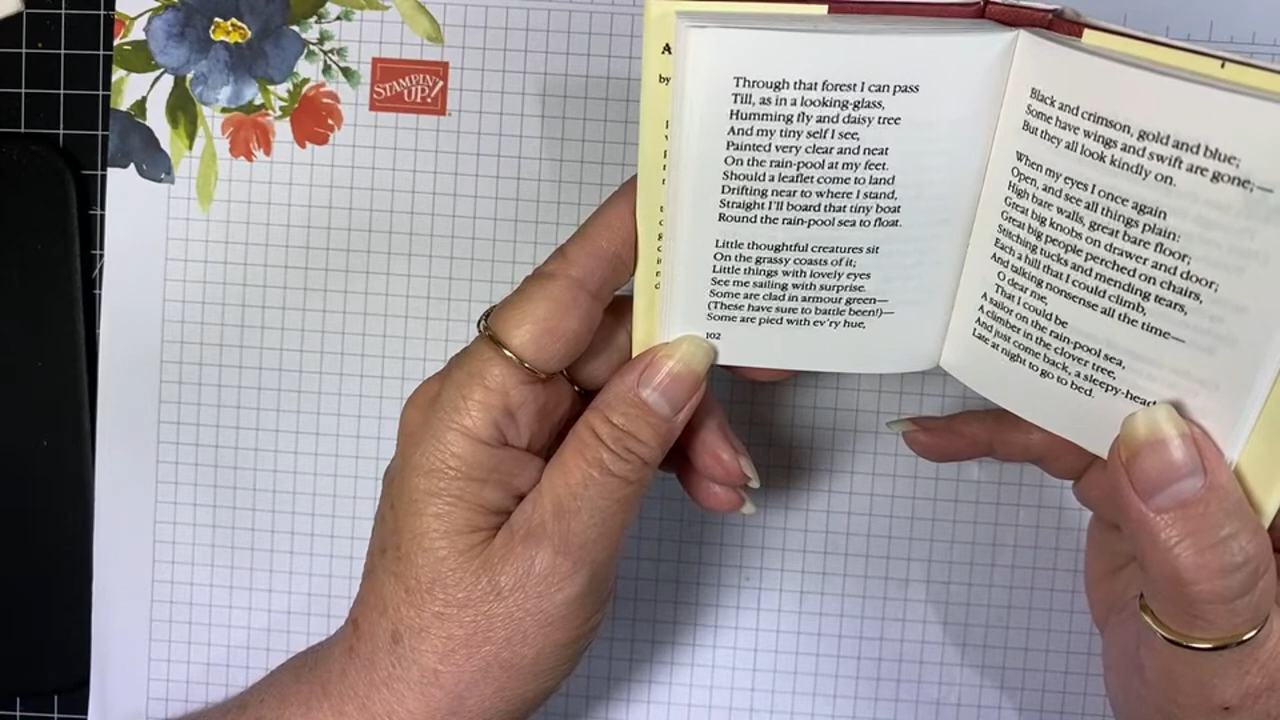 STAMPIN' UP!
A
by
Through that forest I can pass
Till, as in a looking-glass,
Humming fly and daisy tree
And my tiny self I see,
Painted very clear and neat
On the rain-pool at my feet.
Should a leaflet come to land
Drifting near to where I stand,
Straight I'll board that tiny boat
Round the rain-pool sea to float.
Little thoughtful creatures sit
On the grassy coasts of it;
Little things with lovely eyes
See me sailing with surprise.
Some are clad in armour green—
(These have sure to battle been!)—
Some are pied with ev'ry hue,
102
Black and crimson, gold and blue;
Some have wings and swift are gone;—
But they all look kindly on.
When my eyes I once again
Open, and see all things plain:
High bare walls, great bare floor;
Great big knobs on drawer and door;
Great big people perched on chairs,
Stitching tucks and mending tears,
Each a hill that I could climb,
And talking nonsense all the time—
O dear me,
That I could be
A sailor on the rain-pool sea,
A climber in the clover tree,
And just come back, a sleepy-head,
Late at night to go to bed.